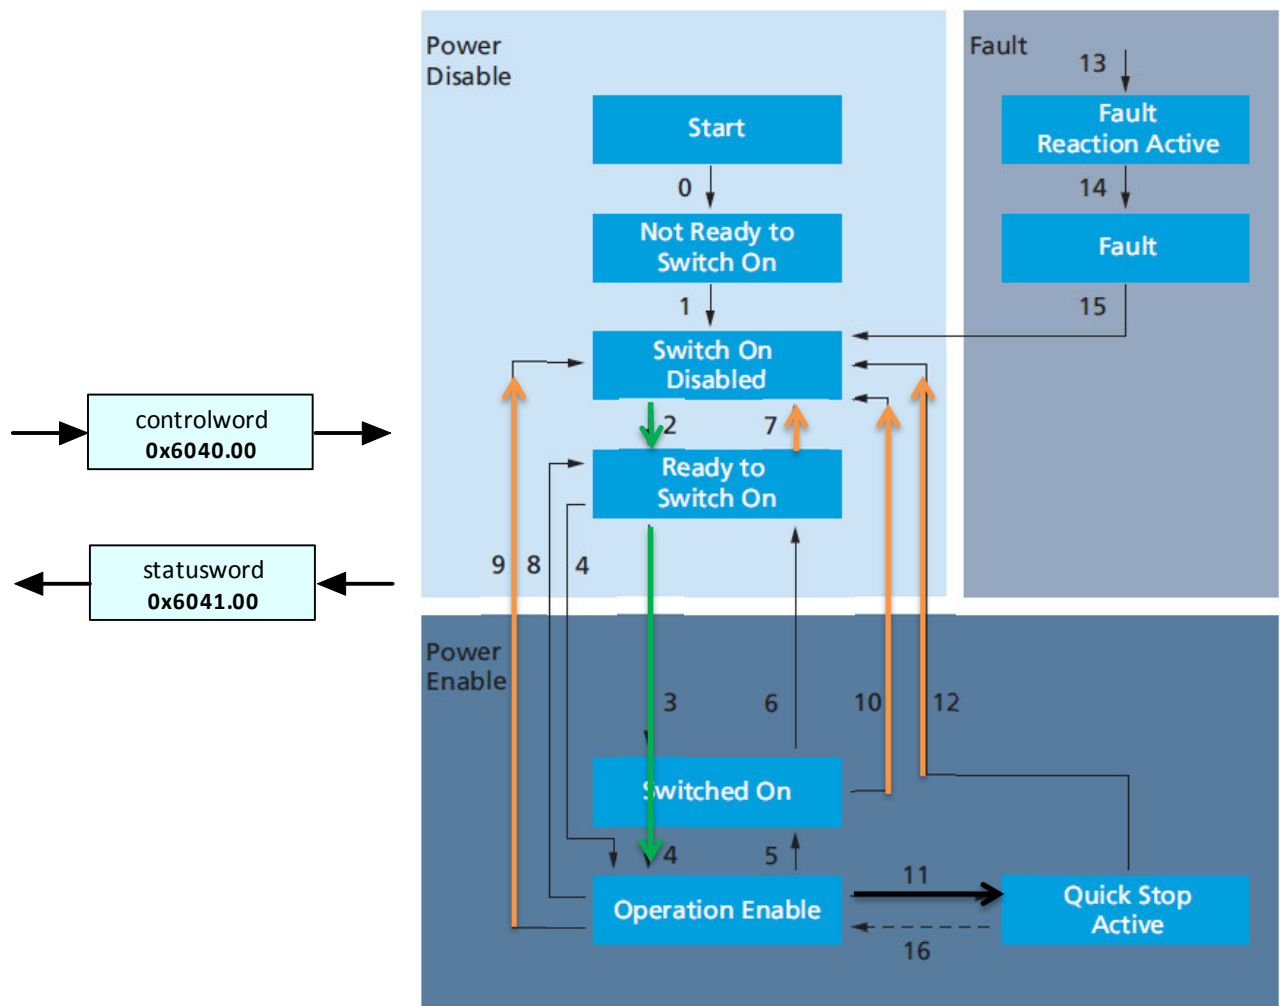 Power
Disable
Fault
13
Start
Fault
Reaction Active
0
14
Not Ready to
Switch On
Fault
1
15
Switch On
Disabled
controlword
0x6040.00
2
7
Ready to
Switch On
statusword
0x6041.00
9
8
4
Power
Enable
3
6
10
12
Switched On
4
5
11
Operation Enable
Quick Stop
Active
16